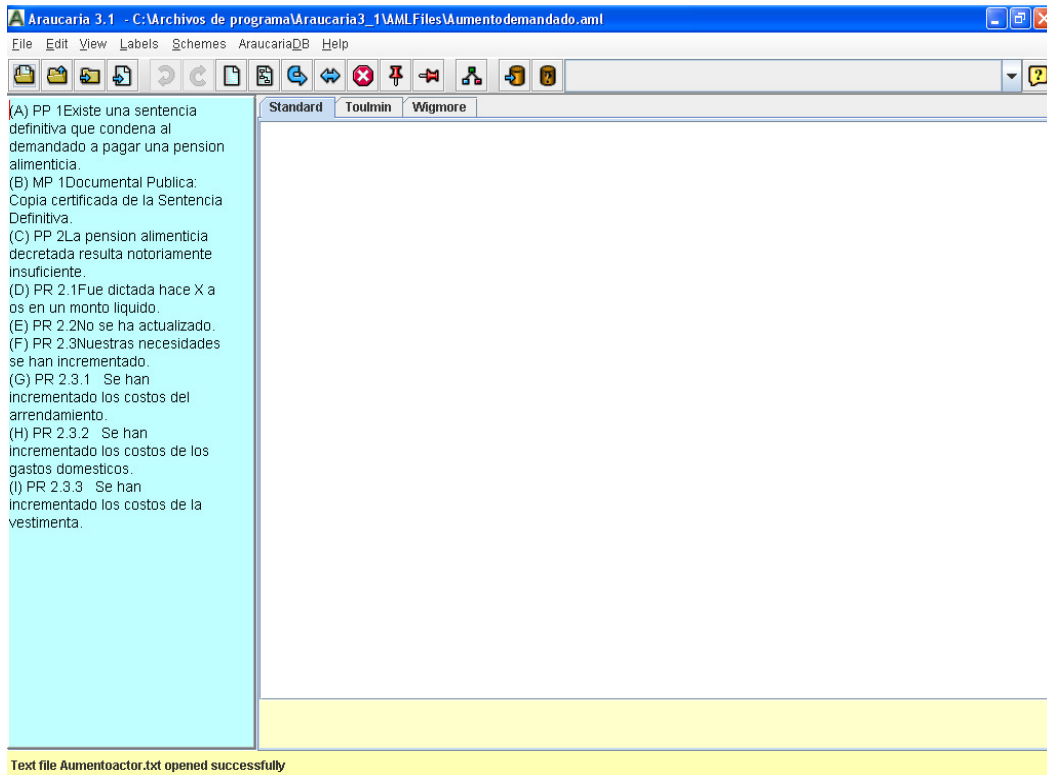 Araucaria 3.1 - C:\Archivos de programa\Araucaria3_1\AMLFiles\Aumentodemandado.aml
File Edit View Labels Schemes AraucariaDB Help
Standard Toulmin Wigmore
(A) PP 1Existe una sentencia
definitiva que condena al
demandado a pagar una pension
alimenticia.
(B) MP 1Documental Publica:
Copia certificada de la Sentencia
Definitiva.
(C) PP 2La pension alimenticia
decretada resulta notoriamente
insuficiente.
(D) PR 2.1Fue dictada hace X a
os en un monto liquido.
(E) PR 2.2No se ha actualizado.
(F) PR 2.3Nuestras necesidades
se han incrementado.
(G) PR 2.3.1 Se han
incrementado los costos del
arrendamiento.
(H) PR 2.3.2 Se han
incrementado los costos de los
gastos domesticos.
(I) PR 2.3.3 Se han
incrementado los costos de la
vestimenta.
Text file Aumentoactor.txt opened successfully